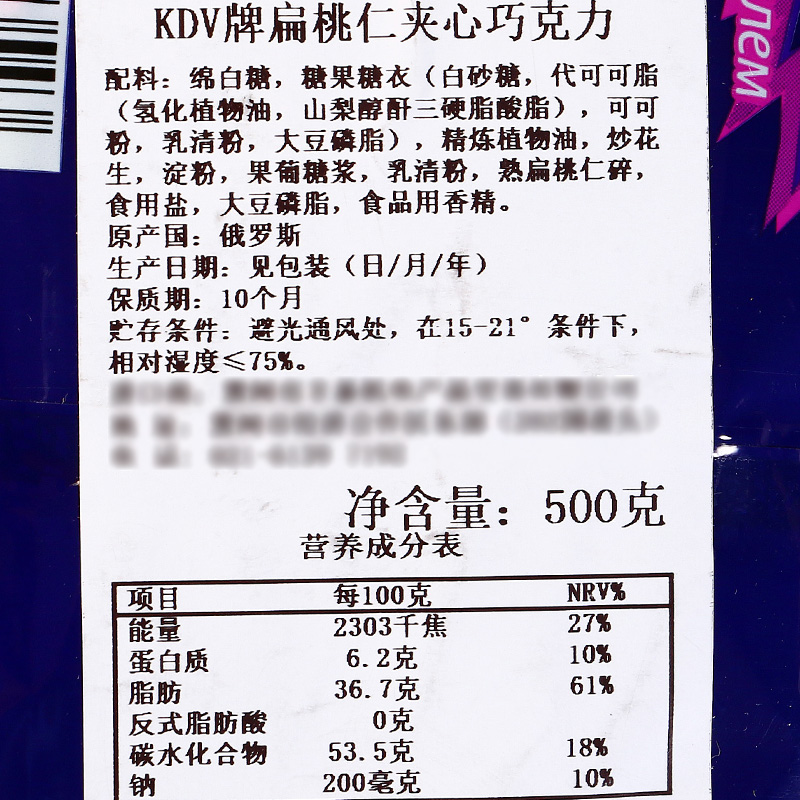 KDV牌扁桃仁夹心巧克力
лем
配料：绵白糖，糖果糖衣（白砂糖，代可可脂
（氢化植物油，山梨醇酐三硬脂酸脂），可可
粉，乳清粉，大豆磷脂），精炼植物油，炒花
生，淀粉，果葡糖浆，乳清粉，熟扁桃仁碎，
食用盐，大豆磷脂，食品用香精。
原产国：俄罗斯
生产日期：见包装（日/月/年）
保质期：10个月
贮存条件：避光通风处，在15-21°条件下，
相对湿度≤75%。
净含量：500克
营养成分表
项目 每100克 NRV%
能量 2303千焦 27%
蛋白质 6.2克 10%
脂肪 36.7克 61%
反式脂肪酸 0克
碳水化合物 53.5克 18%
钠 200毫克 10%